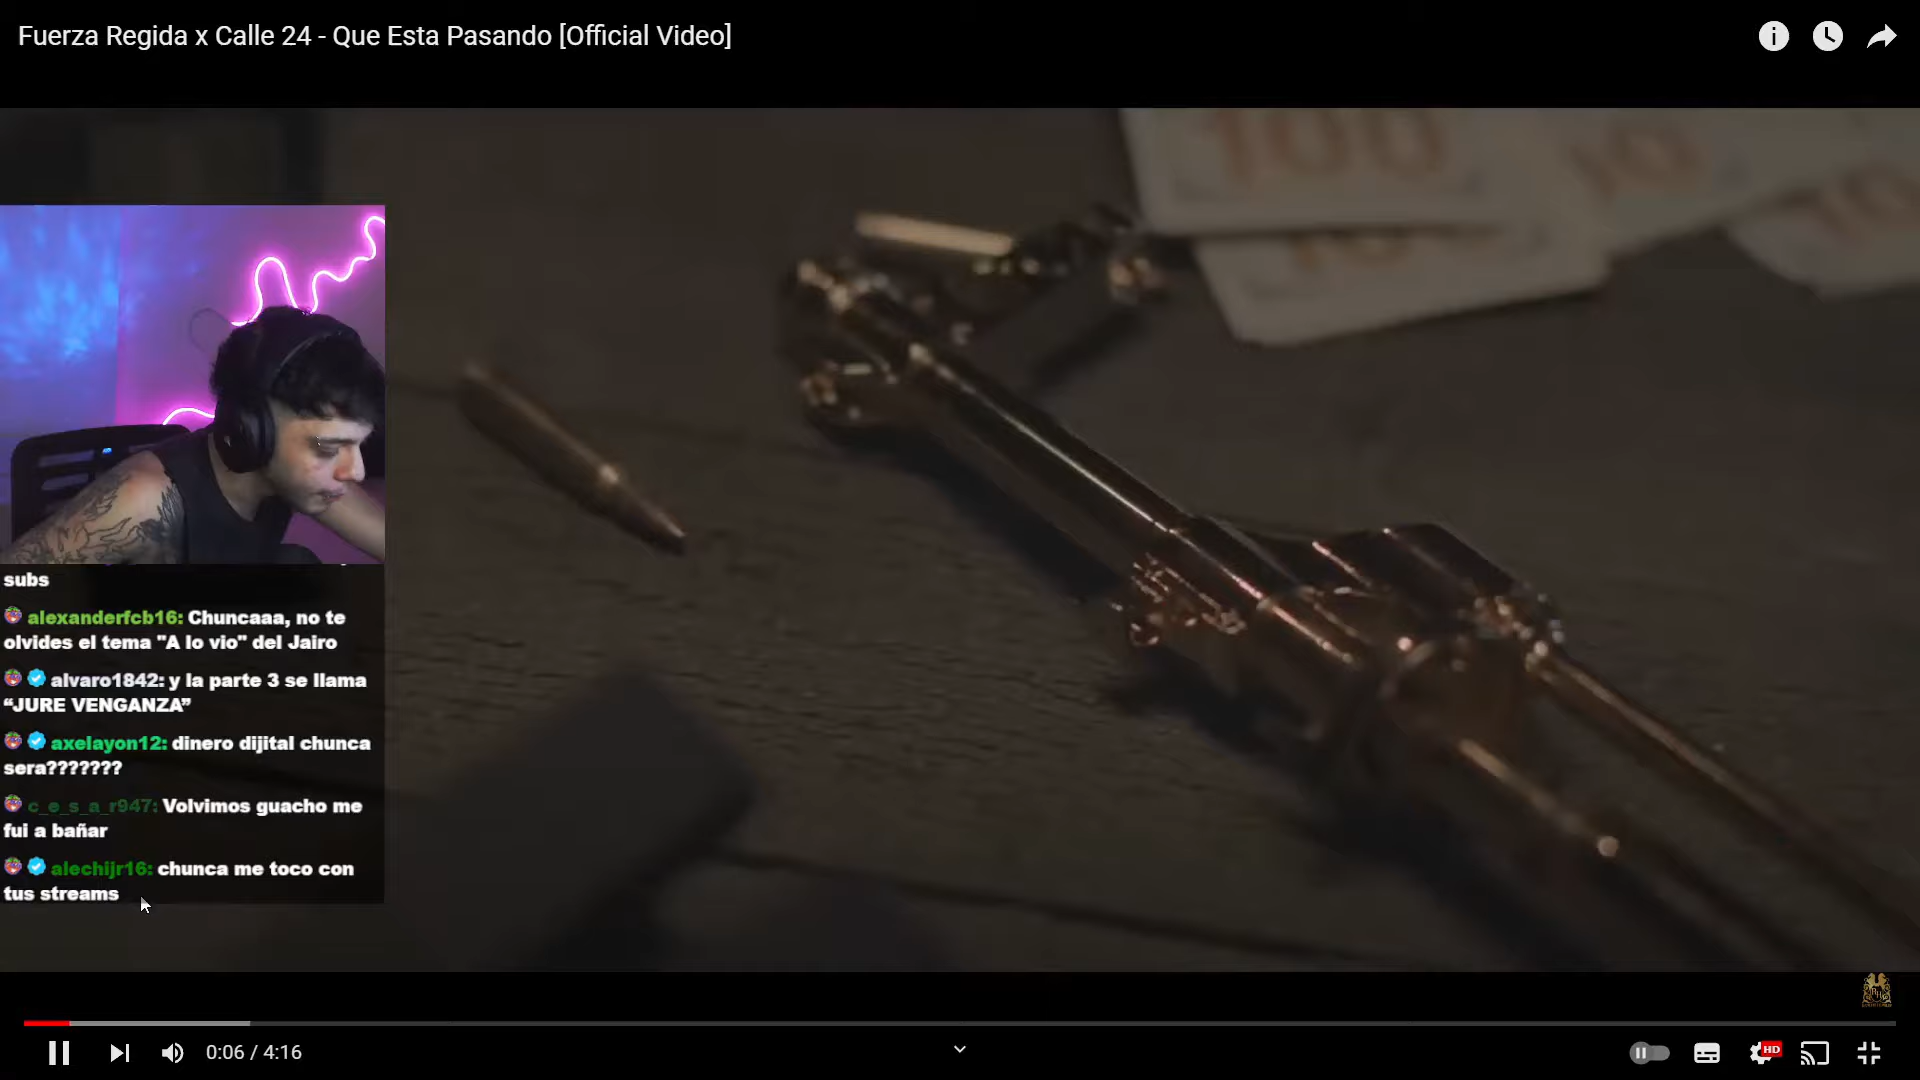 Fuerza Regida x Calle 24 - Que Esta Pasando [Official Video]
100
subs
alexanderfcb16: Chuncaaa, no te
olvides el tema "A lo vio" del Jairo
alvaro1842: y la parte 3 se llama
“JURE VENGANZA”
axelayon12: dinero dijital chunca
sera???????
c_e_s_a_r947: Volvimos guacho me
fui a bañar
alechijr16: chunca me toco con
tus streams
0:06 / 4:16
HD